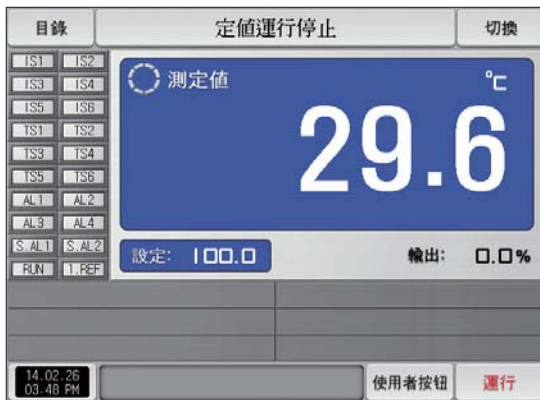 目錄 定値運行停止 切換
IS1 IS2
IS3 IS4
IS5 IS6
TS1 TS2
TS3 TS4
TS5 TS6
AL1 AL2
AL3 AL4
S.AL1 S.AL2
RUN 1.REF
測定値 ℃
29.6
設定: 100.0 輸出: 0.0%
14.02.26
03.48 PM
使用者按钮 運行